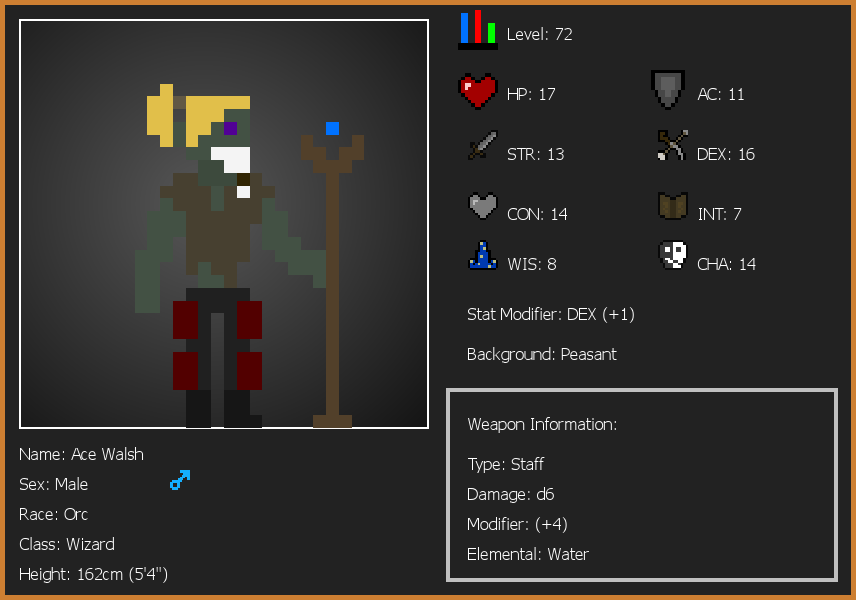 Level: 72
HP: 17
AC: 11
STR: 13
DEX: 16
CON: 14
INT: 7
WIS: 8
CHA: 14
Stat Modifier: DEX (+1)
Background: Peasant
Weapon Information:
Type: Staff
Damage: d6
Modifier: (+4)
Elemental: Water
Name: Ace Walsh
Sex: Male
Race: Orc
Class: Wizard
Height: 162cm (5'4")